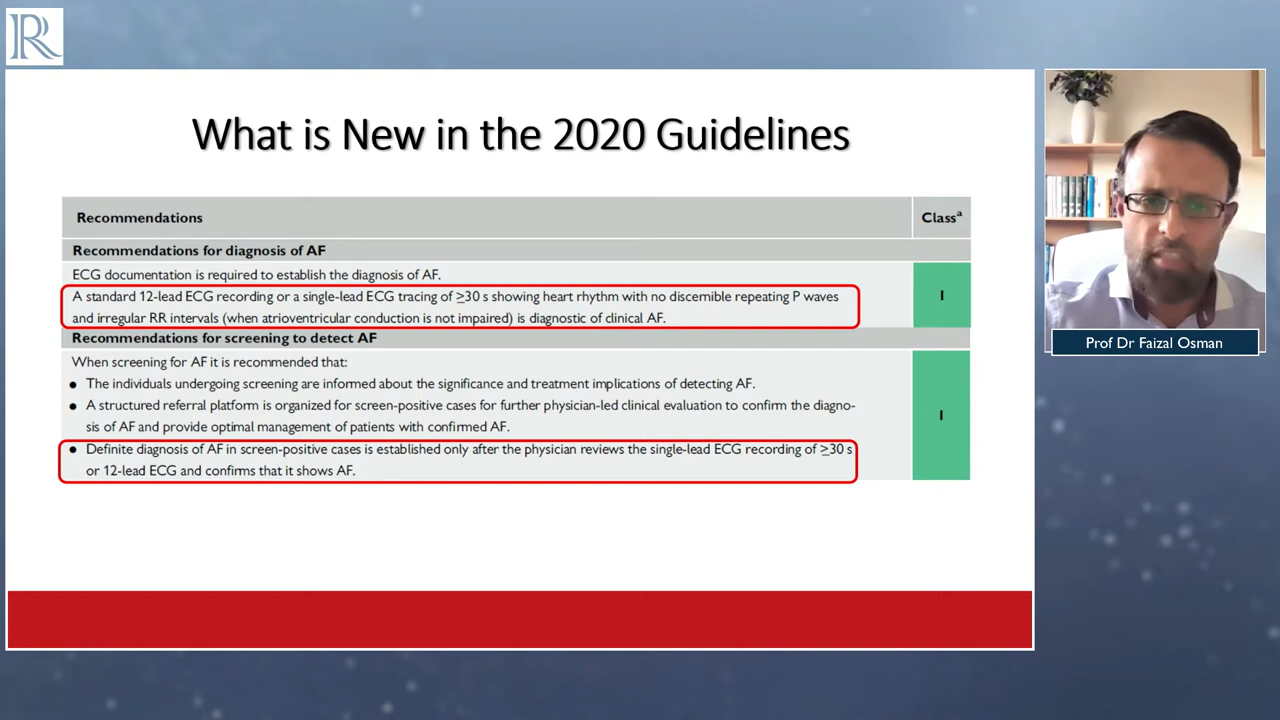 R
What is New in the 2020 Guidelines
Recommendations Classᵃ
Recommendations for diagnosis of AF
ECG documentation is required to establish the diagnosis of AF.
A standard 12-lead ECG recording or a single-lead ECG tracing of ≥30 s showing heart rhythm with no discernible repeating P waves
and irregular RR intervals (when atrioventricular conduction is not impaired) is diagnostic of clinical AF.
I
Recommendations for screening to detect AF
When screening for AF it is recommended that:
● The individuals undergoing screening are informed about the significance and treatment implications of detecting AF.
● A structured referral platform is organized for screen-positive cases for further physician-led clinical evaluation to confirm the diagno-
sis of AF and provide optimal management of patients with confirmed AF.
● Definite diagnosis of AF in screen-positive cases is established only after the physician reviews the single-lead ECG recording of ≥30 s
or 12-lead ECG and confirms that it shows AF.
I
Prof Dr Faizal Osman